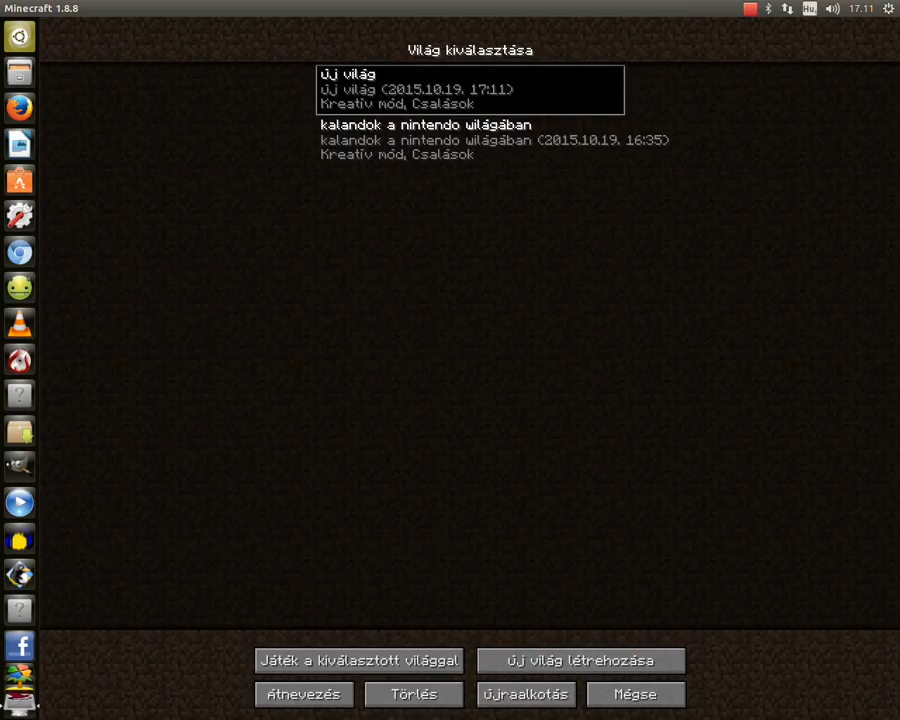 Minecraft 1.8.8
Hu
17.11
Világ kiválasztása
új világ
új világ (2015.10.19. 17:11)
Kreatív mód, Csalások
kalandok a nintendo wilágában
kalandok a nintendo wilágában (2015.10.19. 16:35)
Kreatív mód, Csalások
Játék a kiválasztott világgal
új világ létrehozása
átnevezés
Törlés
újraalkotás
Mégse